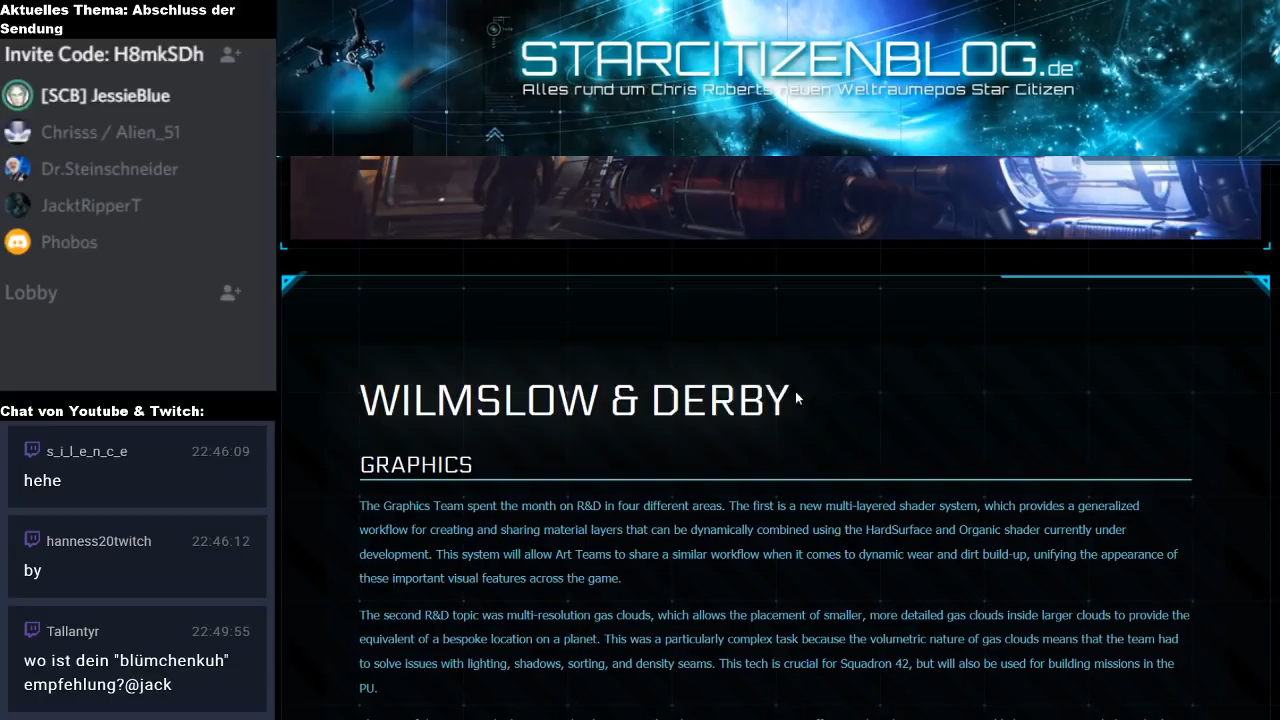 Aktuelles Thema: Abschluss der
Sendung
Invite Code: H8mkSDh
[SCB] JessieBlue
Chrisss / Alien_51
Dr.Steinschneider
JacktRipperT
Phobos
Lobby
Chat von Youtube & Twitch:
s_i_l_e_n_c_e 22:46:09
hehe
hanness20twitch 22:46:12
by
Tallantyr 22:49:55
wo ist dein "blümchenkuh"
empfehlung?@jack
STARCITIZENBLOG.de
Alles rund um Chris Roberts neuen Weltraumepos Star Citizen
WILMSLOW & DERBY
GRAPHICS
The Graphics Team spent the month on R&D in four different areas. The first is a new multi-layered shader system, which provides a generalized
workflow for creating and sharing material layers that can be dynamically combined using the HardSurface and Organic shader currently under
development. This system will allow Art Teams to share a similar workflow when it comes to dynamic wear and dirt build-up, unifying the appearance of
these important visual features across the game.
The second R&D topic was multi-resolution gas clouds, which allows the placement of smaller, more detailed gas clouds inside larger clouds to provide the
equivalent of a bespoke location on a planet. This was a particularly complex task because the volumetric nature of gas clouds means that the team had
to solve issues with lighting, shadows, sorting, and density seams. This tech is crucial for Squadron 42, but will also be used for building missions in the
PU.